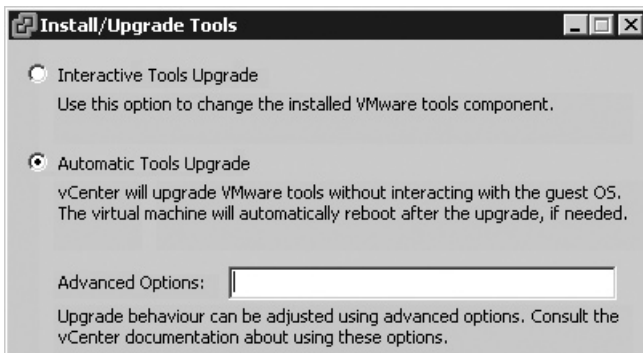 Install/Upgrade Tools
Interactive Tools Upgrade
Use this option to change the installed VMware tools component.
Automatic Tools Upgrade
vCenter will upgrade VMware tools without interacting with the guest OS.
The virtual machine will automatically reboot after the upgrade, if needed.
Advanced Options:
Upgrade behaviour can be adjusted using advanced options. Consult the
vCenter documentation about using these options.